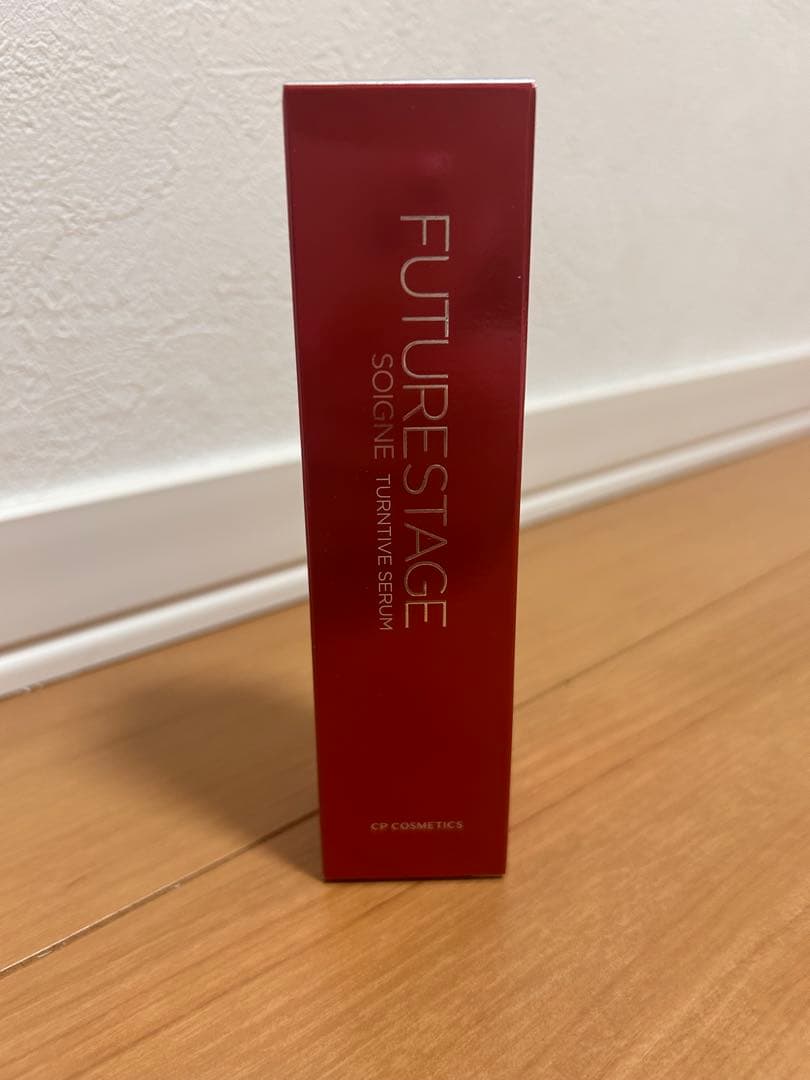 FUTURESTAGE
SOIGNE TURNTIVE SERUM
CP COSMETICS